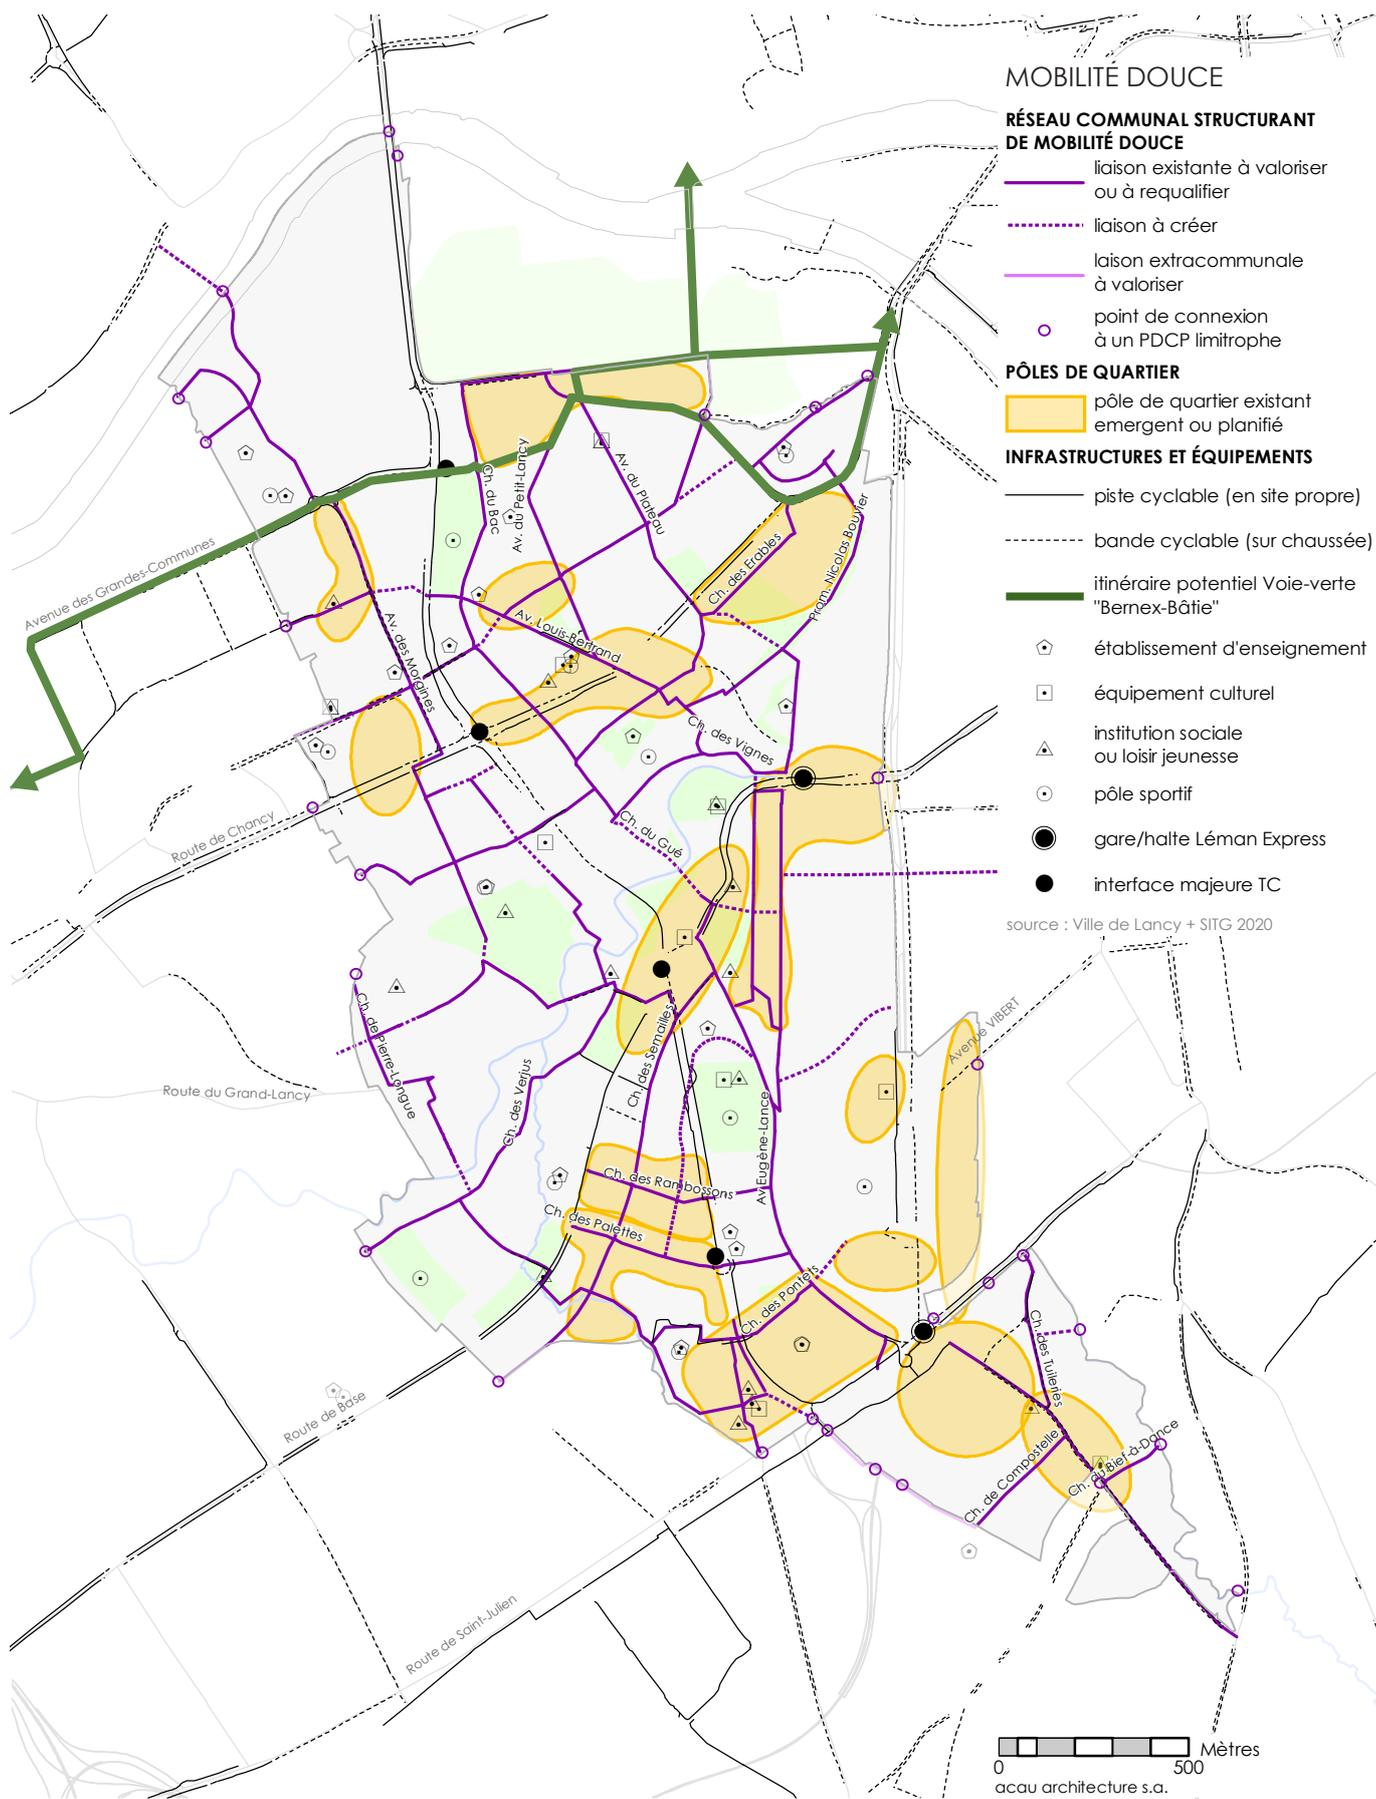 MOBILITÉ DOUCE
RÉSEAU COMMUNAL STRUCTURANT
DE MOBILITÉ DOUCE
liaison existante à valoriser
ou à requalifier
liaison à créer
laison extracommunale
à valoriser
point de connexion
à un PDCP limitrophe
PÔLES DE QUARTIER
pôle de quartier existant
emergent ou planifié
INFRASTRUCTURES ET ÉQUIPEMENTS
piste cyclable (en site propre)
bande cyclable (sur chaussée)
itinéraire potentiel Voie-verte
"Bernex-Bâtie"
établissement d'enseignement
équipement culturel
institution sociale
ou loisir jeunesse
pôle sportif
gare/halte Léman Express
interface majeure TC
source : Ville de Lancy + SITG 2020
Ch. du Bac
Av. du Petit-Lancy
Av. du Plateau
Ch. des Erables
Prom. Nicolas Bouvier
Avenue des Grandes-Communes
Av. des Morgines
Av. Louis-Bertrand
Ch. des Vignes
Route de Chancy
Ch. du Gué
Ch. de Pierre-Longue
Ch. des Semailles
Avenue VIBERT
Route du Grand-Lancy
Ch. des Verjus
Av.Eugène-Lance
Ch. des Rambossons
Ch. des Palettes
Ch. des Pontets
Ch. des Tuileries
Route de Base
Ch. de Compostelle
Ch. du Bief-à-Dance
Route de Saint-Julien
0
500
Mètres
acau architecture s.a.